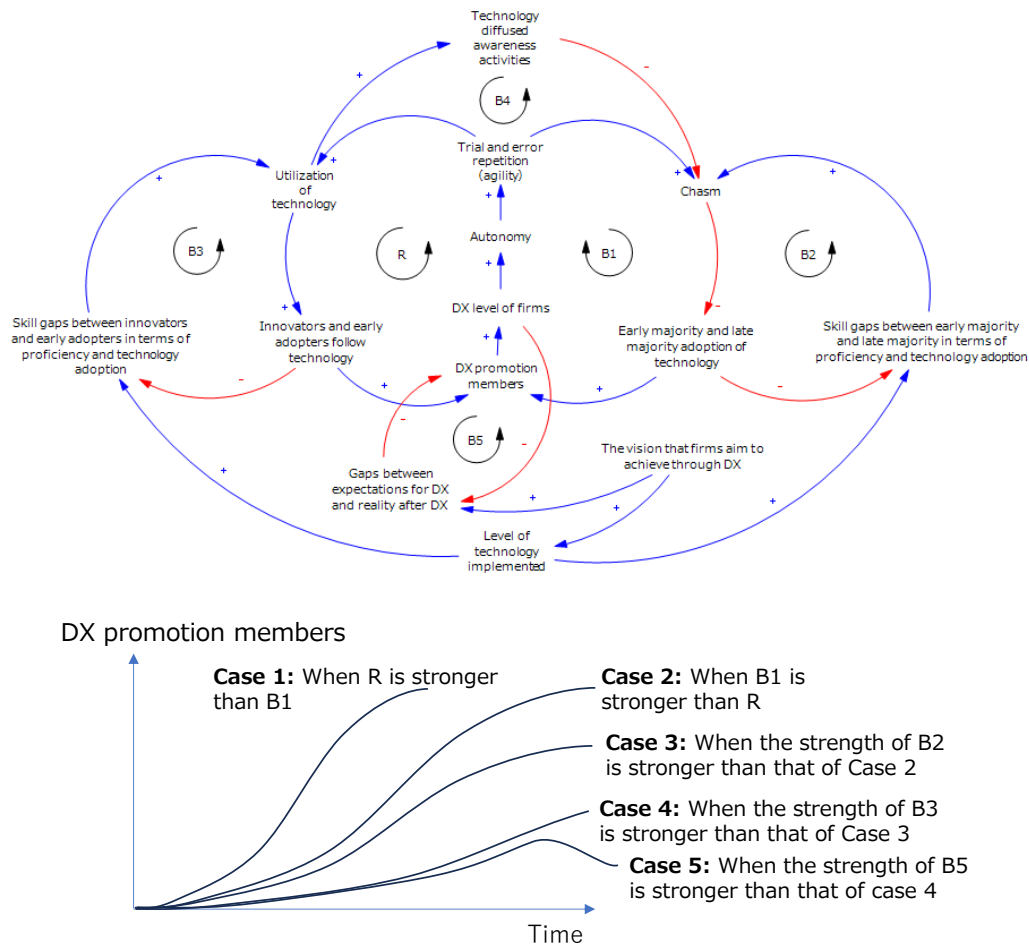 Technology
diffused
awareness
activities
+
-
B4
Trial and error
repetition
(agility)
+
+
+
+
Utilization
of
technology
Chasm
+
Autonomy
B3
R
B1
B2
+
DX level of firms
+
-
+
Skill gaps between innovators
and early adopters in terms of
proficiency and technology
adoption
Innovators and early
adopters follow
technology
Early majority and late
majority adoption of
technology
Skill gaps between early majority
and late majority in terms of
proficiency and technology adoption
+
DX promotion
members
-
+
+
-
-
B5
-
The vision that firms aim to
achieve through DX
Gaps between
expectations for DX
and reality after DX
+
+
+
+
Level of
technology
implemented
DX promotion members
Case 1: When R is stronger
than B1
Case 2: When B1 is
stronger than R
Case 3: When the strength of B2
is stronger than that of Case 2
Case 4: When the strength of B3
is stronger than that of Case 3
Case 5: When the strength of B5
is stronger than that of case 4
Time